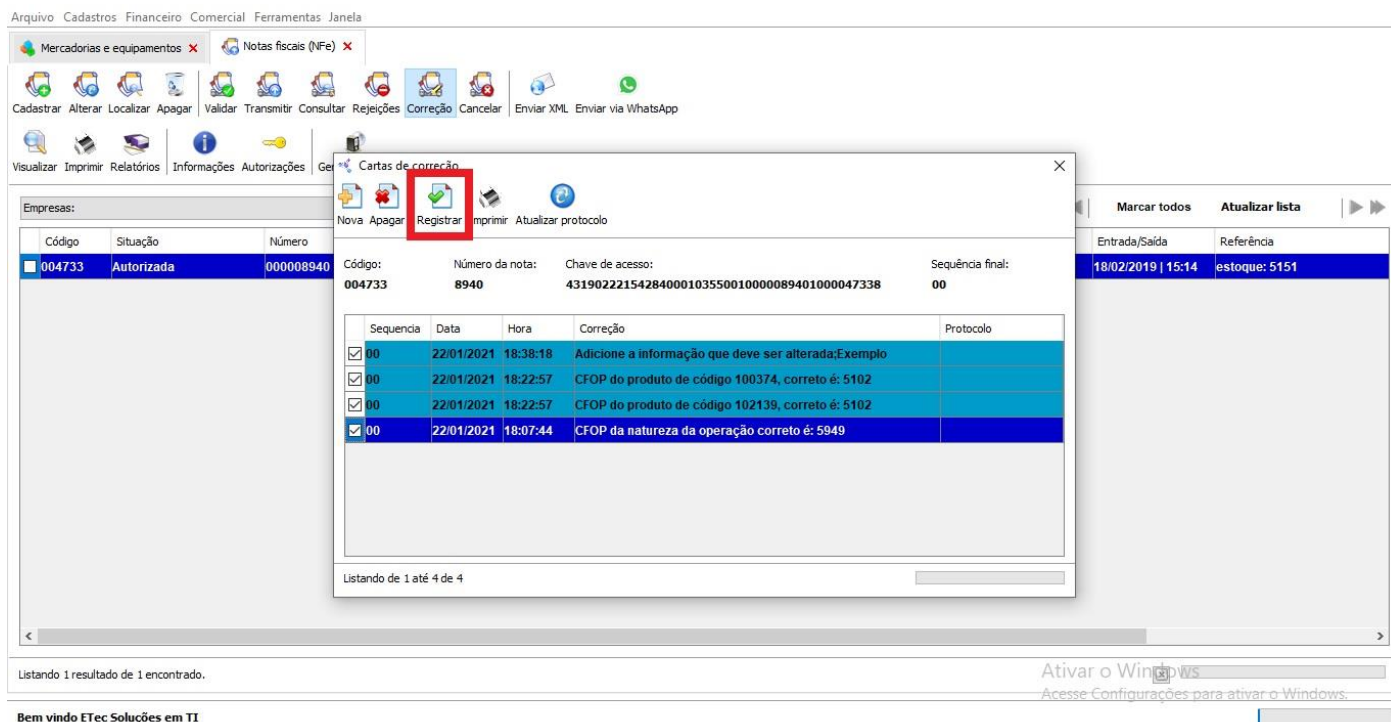 Arquivo Cadastros Financeiro Comercial Ferramentas Janela
Mercadorias e equipamentos Notas fiscais (NFe)
Cadastrar Alterar Localizar Apagar Validar Transmitir Consultar Rejeições Correção Cancelar Enviar XML Enviar via WhatsApp
Visualizar Imprimir Relatórios Informações Autorizações
Cartas de correção
Nova Apagar Registrar Imprimir Atualizar protocolo
Empresas: Marcar todos Atualizar lista
Código Situação Número Entrada/Saída Referência
004733 Autorizada 000008940 18/02/2019 | 15:14 estoque: 5151
Código: Número da nota: Chave de acesso: Sequência final:
004733 8940 43190222154284000103550010000089401000047338 00
Sequencia Data Hora Correção Protocolo
00 22/01/2021 18:38:18 Adicione a informação que deve ser alterada;Exemplo
00 22/01/2021 18:22:57 CFOP do produto de código 100374, correto é: 5102
00 22/01/2021 18:22:57 CFOP do produto de código 102139, correto é: 5102
00 22/01/2021 18:07:44 CFOP da natureza da operação correto é: 5949
Listando de 1 até 4 de 4
Listando 1 resultado de 1 encontrado.
Ativar o Windows
Acesse Configurações para ativar o Windows.
Bem vindo ETec Soluções em TI